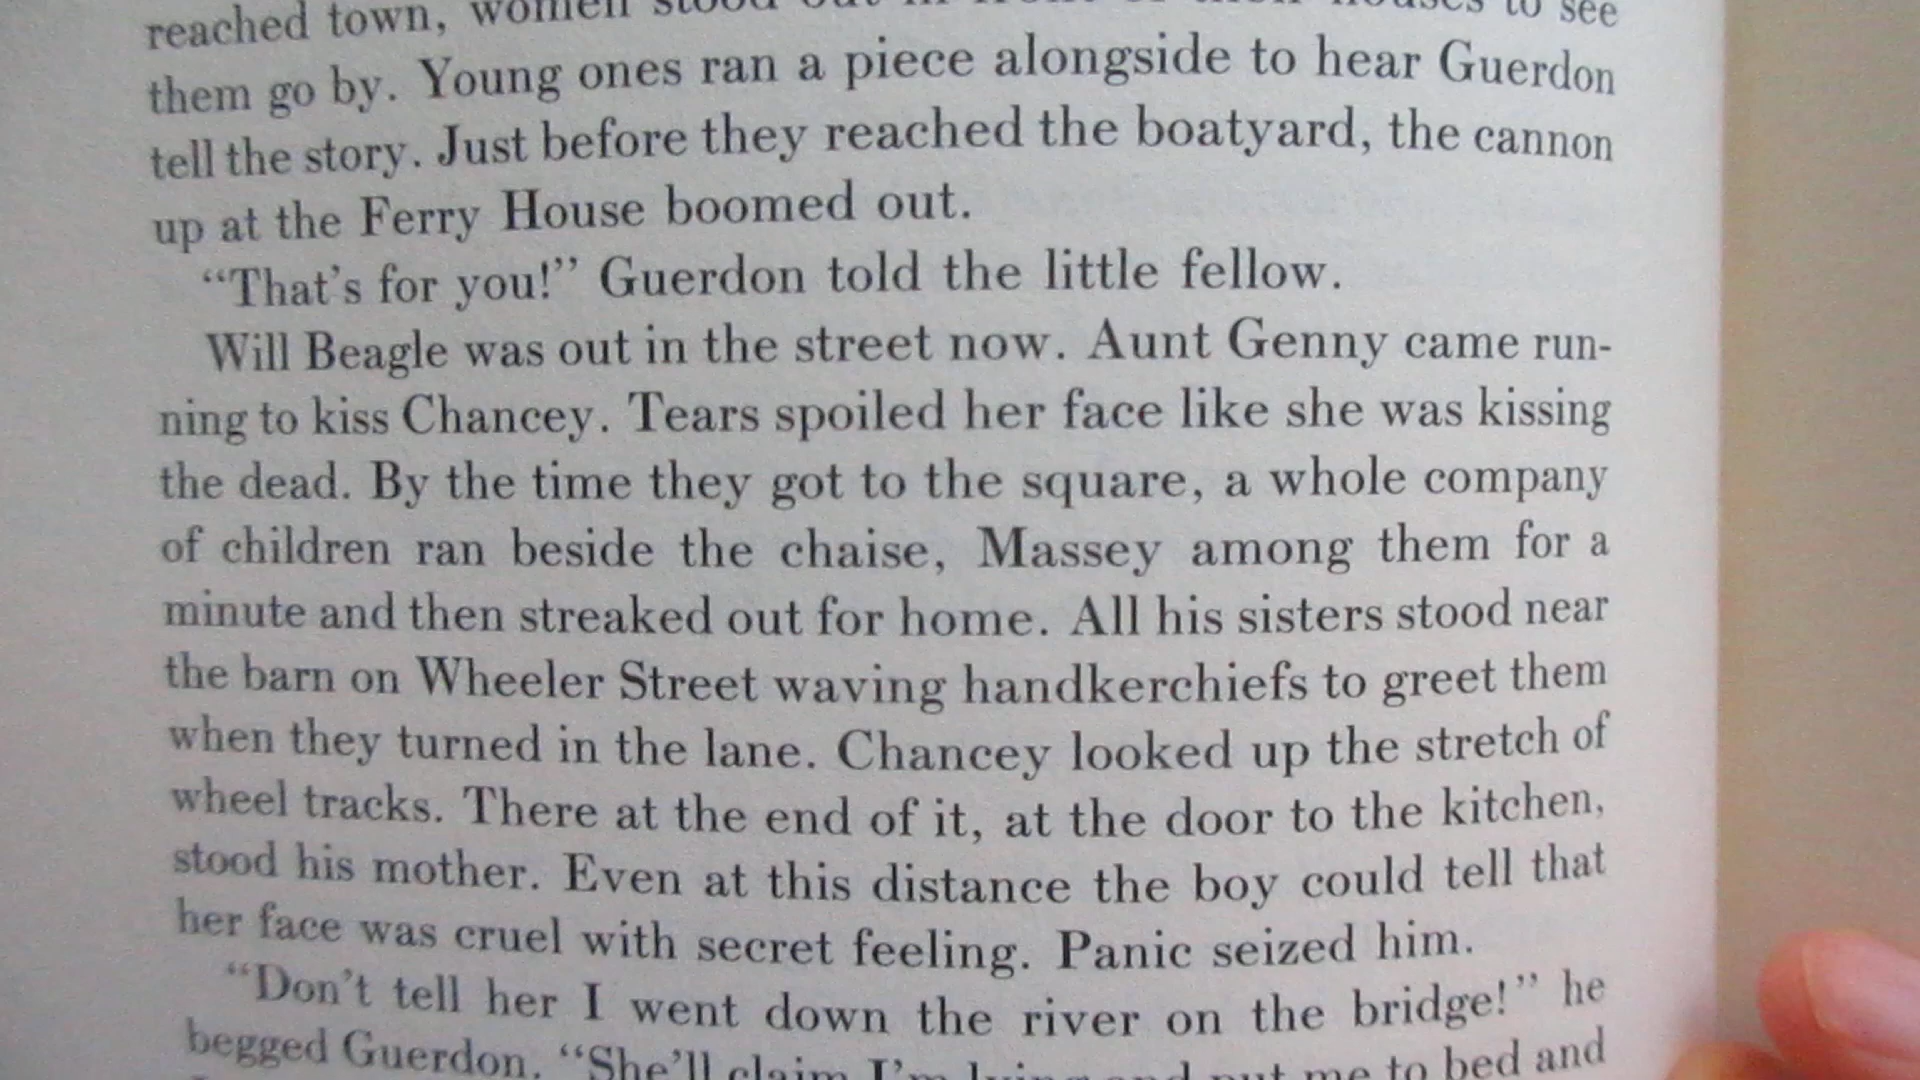 reached town, women stood out in front of their houses to see
them go by. Young ones ran a piece alongside to hear Guerdon
tell the story. Just before they reached the boatyard, the cannon
up at the Ferry House boomed out.
“That’s for you!” Guerdon told the little fellow.
Will Beagle was out in the street now. Aunt Genny came run-
ning to kiss Chancey. Tears spoiled her face like she was kissing
the dead. By the time they got to the square, a whole company
of children ran beside the chaise, Massey among them for a
minute and then streaked out for home. All his sisters stood near
the barn on Wheeler Street waving handkerchiefs to greet them
when they turned in the lane. Chancey looked up the stretch of
wheel tracks. There at the end of it, at the door to the kitchen,
stood his mother. Even at this distance the boy could tell that
her face was cruel with secret feeling. Panic seized him.
“Don’t tell her I went down the river on the bridge!” he
begged Guerdon. “She’ll claim I’m lying and put me to bed and